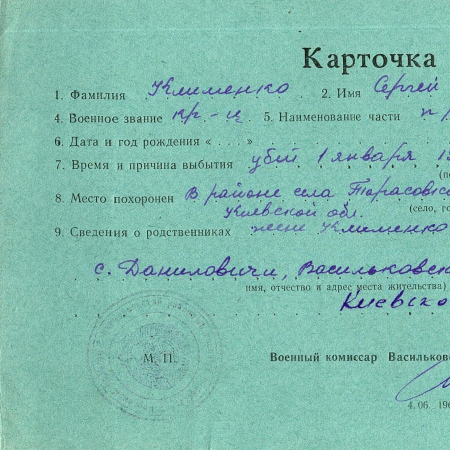 Карточка
1. Фамилия Клименко 2. Имя Сергей
4. Военное звание кр-ц 5. Наименование части
6. Дата и год рождения « . . . . »
7. Время и причина выбытия убит 1 января
8. Место похоронен В районе села Тарасовка
Киевской обл. (село, го
9. Сведения о родственниках жена Клименко
с. Даниловичи, Васильковск
имя, отчество и адрес места жительства)
Киевско
М. П. Военный комиссар Васильков
4.06. 196